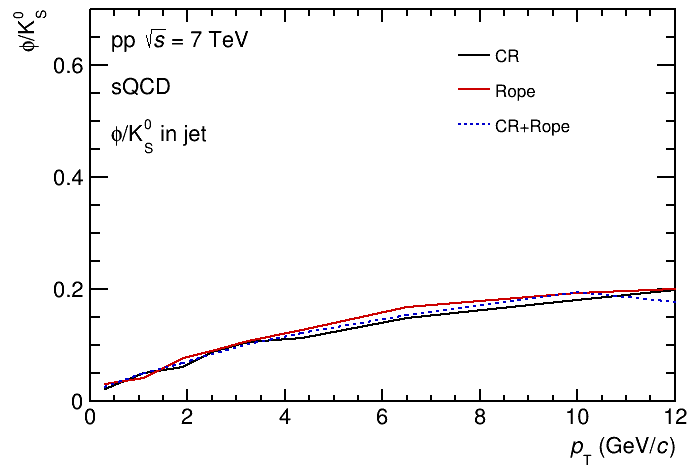 ϕ/K⁰_S
pp √s = 7 TeV
sQCD
ϕ/K⁰_S in jet
CR
Rope
CR+Rope
0.6
0.4
0.2
0
0 2 4 6 8 10 12
p_T (GeV/c)